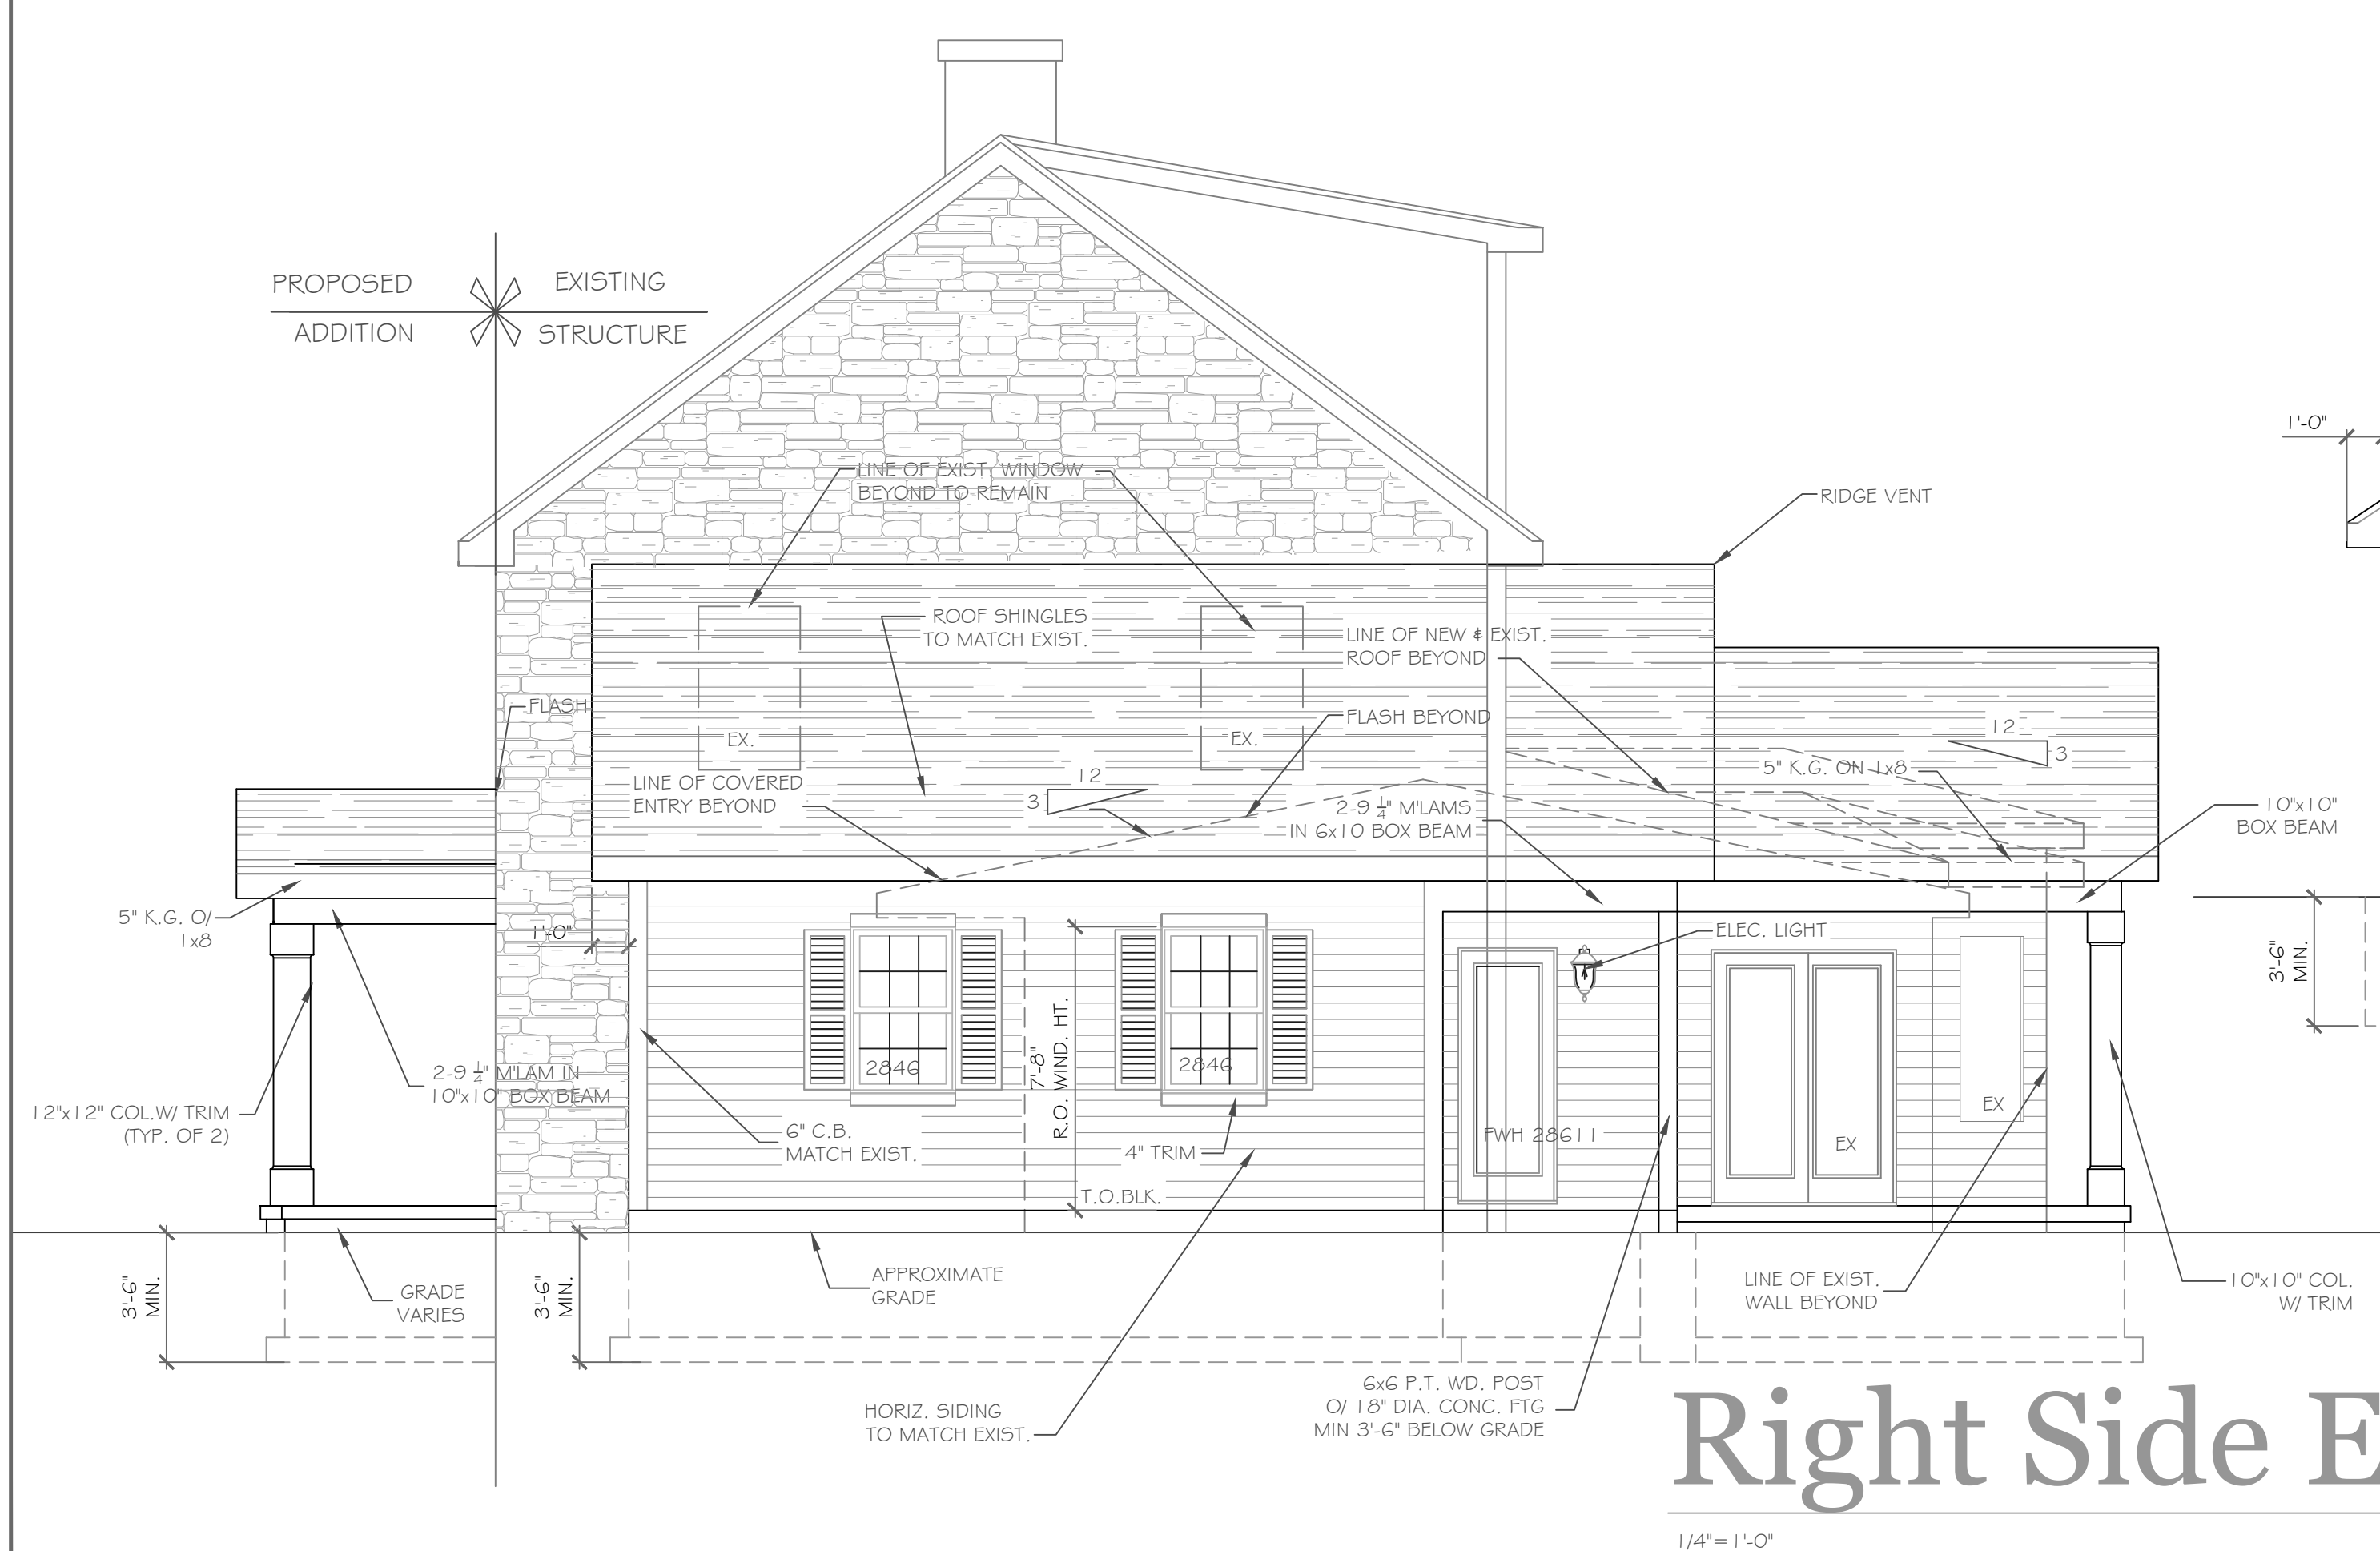 PROPOSED
ADDITION
EXISTING
STRUCTURE
1'-0"
LINE OF EXIST. WINDOW
BEYOND TO REMAIN
RIDGE VENT
ROOF SHINGLES
TO MATCH EXIST.
LINE OF NEW & EXIST.
ROOF BEYOND
FLASH
FLASH BEYOND
EX.
EX.
12
3
5" K.G. ON 1x8
LINE OF COVERED
ENTRY BEYOND
12
3
2-9 1/4" M'LAMS
IN 6x10 BOX BEAM
10"x10"
BOX BEAM
5" K.G. O/
1x8
1'-0"
ELEC. LIGHT
3'-6"
MIN.
2846
2846
7'-8"
R.O. WIND. HT.
2-9 1/4" M'LAM IN
10"x10" BOX BEAM
12"x12" COL.W/ TRIM
(TYP. OF 2)
6" C.B.
MATCH EXIST.
4" TRIM
FWH 28611
EX
EX
T.O.BLK.
3'-6"
MIN.
GRADE
VARIES
3'-6"
MIN.
APPROXIMATE
GRADE
LINE OF EXIST.
WALL BEYOND
10"x10" COL.
W/ TRIM
HORIZ. SIDING
TO MATCH EXIST.
6x6 P.T. WD. POST
O/ 18" DIA. CONC. FTG
MIN 3'-6" BELOW GRADE
Right Side E
1/4"= 1'-0"